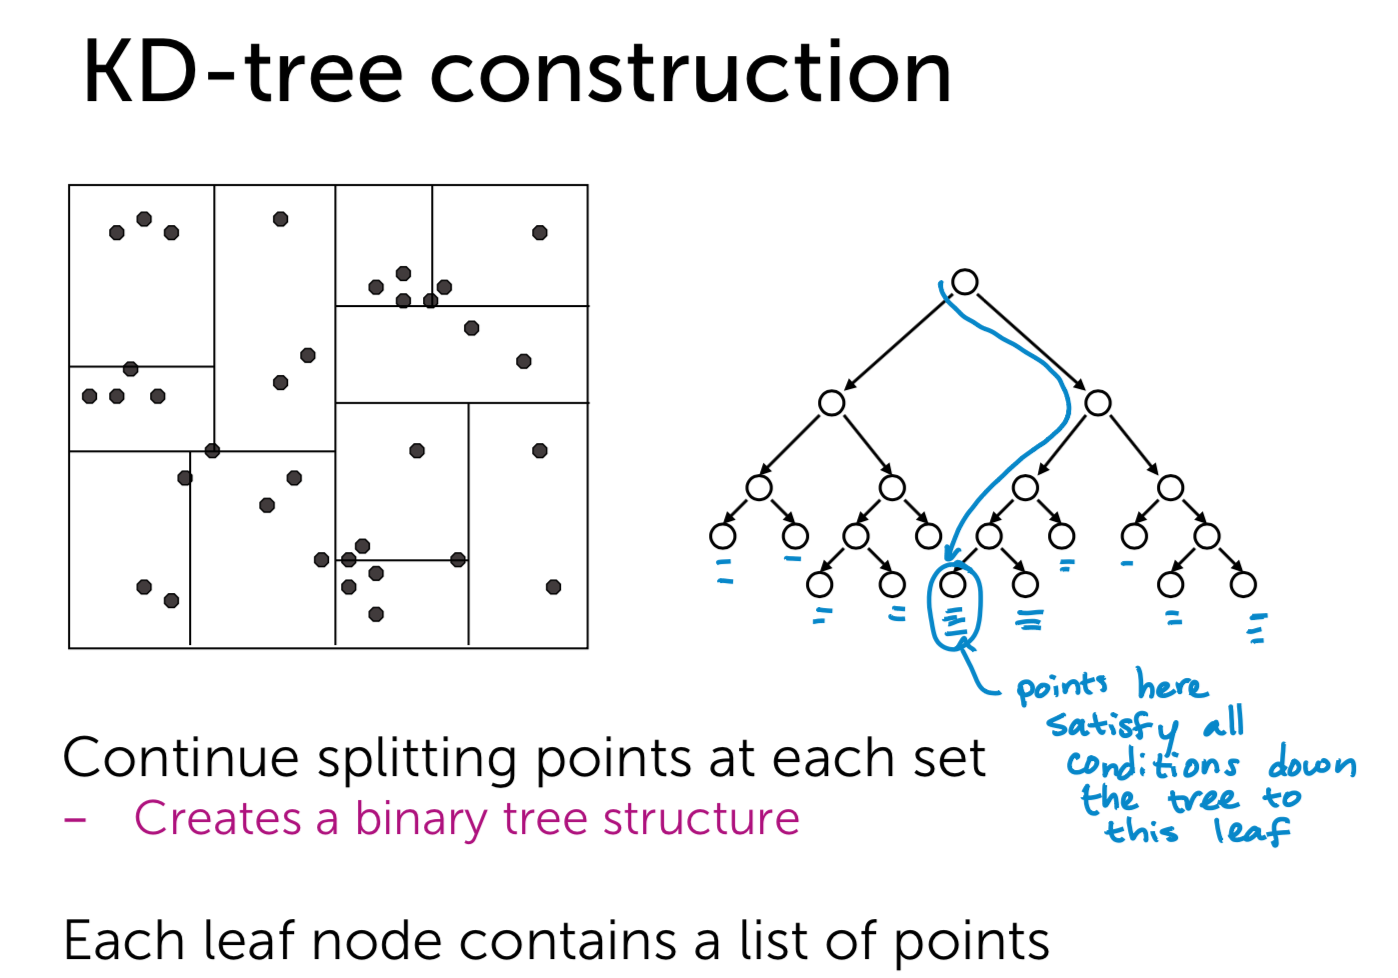 KD-tree construction
points here
satisfy all
conditions down
the tree to
this leaf
Continue splitting points at each set
– Creates a binary tree structure
Each leaf node contains a list of points